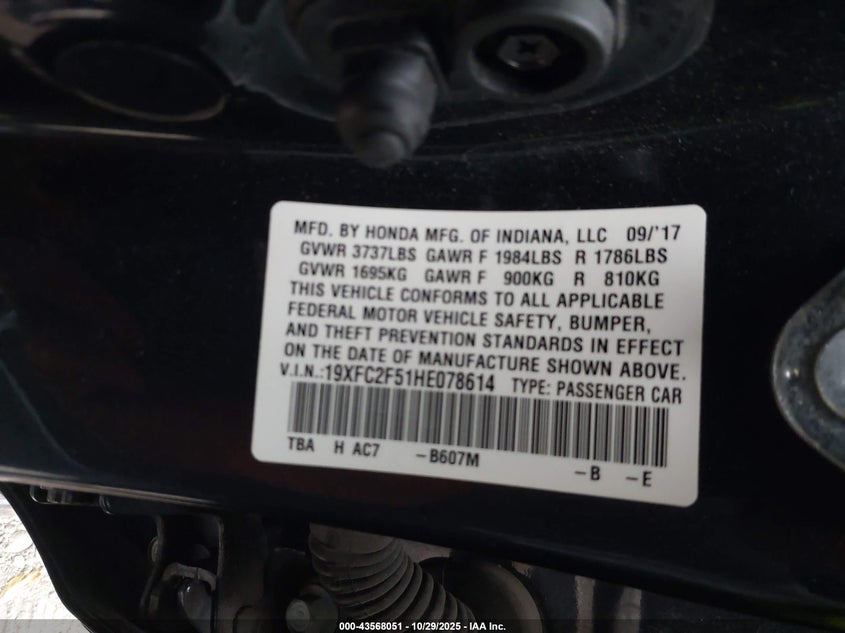 MFD. BY HONDA MFG. OF INDIANA, LLC 09/'17
GVWR 3737LBS GAWR F 1984LBS R 1786LBS
GVWR 1695KG GAWR F 900KG R 810KG
THIS VEHICLE CONFORMS TO ALL APPLICABLE
FEDERAL MOTOR VEHICLE SAFETY, BUMPER,
AND THEFT PREVENTION STANDARDS IN EFFECT
ON THE DATE OF MANUFACTURE SHOWN ABOVE.
V.I.N.:19XFC2F51HE078614 TYPE: PASSENGER CAR
TBA H AC7 -B607M -B -E
000-43568051 - 10/29/2025 - IAA Inc.